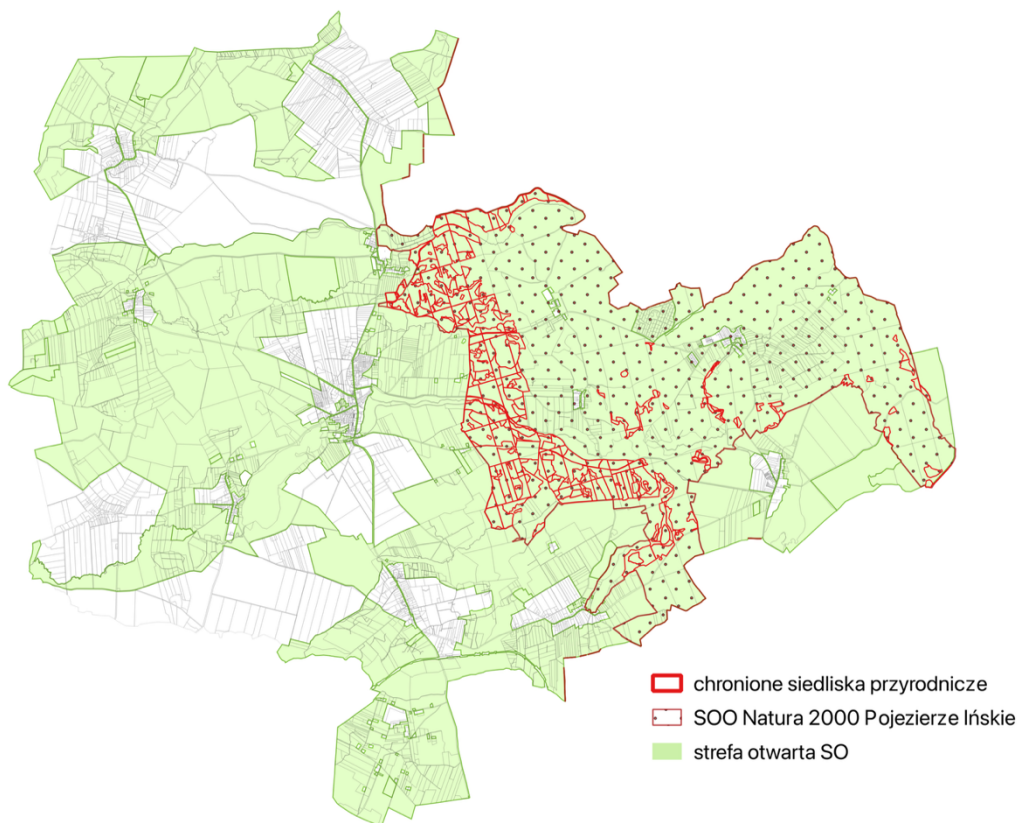 chronione siedliska przyrodnicze
SOO Natura 2000 Pojezierze Ińskie
strefa otwarta SO